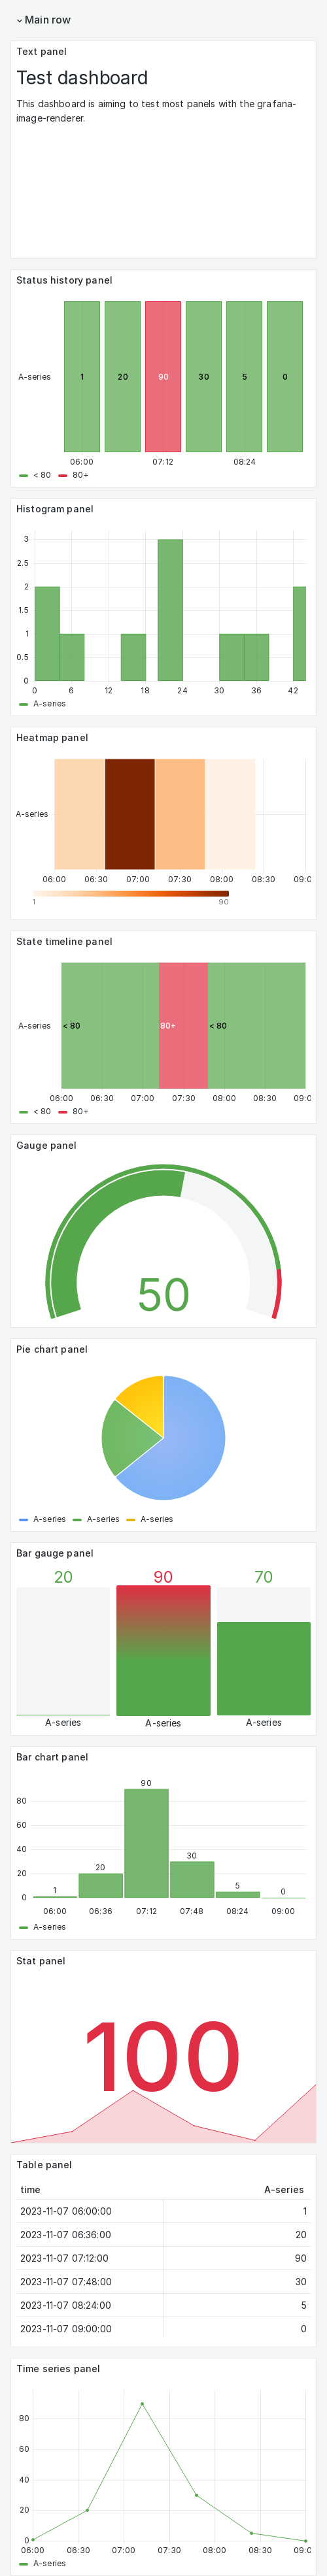 Main row
Text panel
Test dashboard
This dashboard is aiming to test most panels with the grafana-
image-renderer.
Status history panel
A-series 1 20 90 30 5 0
06:00 07:12 08:24
< 80 80+
Histogram panel
3
2.5
2
1.5
1
0.5
0
0 6 12 18 24 30 36 42
A-series
Heatmap panel
A-series
06:00 06:30 07:00 07:30 08:00 08:30 09:0
1 90
State timeline panel
A-series < 80 80+ < 80
06:00 06:30 07:00 07:30 08:00 08:30 09:0
< 80 80+
Gauge panel
50
Pie chart panel
A-series A-series A-series
Bar gauge panel
20 90 70
A-series A-series A-series
Bar chart panel
90
80
60
40
30
20 20
5
1 0
0
06:00 06:36 07:12 07:48 08:24 09:00
A-series
Stat panel
100
Table panel
time A-series
2023-11-07 06:00:00 1
2023-11-07 06:36:00 20
2023-11-07 07:12:00 90
2023-11-07 07:48:00 30
2023-11-07 08:24:00 5
2023-11-07 09:00:00 0
Time series panel
80
60
40
20
0
06:00 06:30 07:00 07:30 08:00 08:30 09:0
A-series